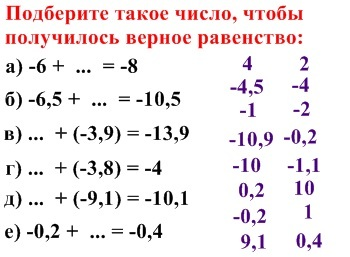 Подберите такое число, чтобы
получилось верное равенство:
а) -6 + ... = -8
б) -6,5 + ... = -10,5
в) ... + (-3,9) = -13,9
г) ... + (-3,8) = -4
д) ... + (-9,1) = -10,1
е) -0,2 + ... = -0,4
4 2
-4,5 -4
-1 -2
-10,9 -0,2
-10 -1,1
0,2 10
-0,2 1
9,1 0,4